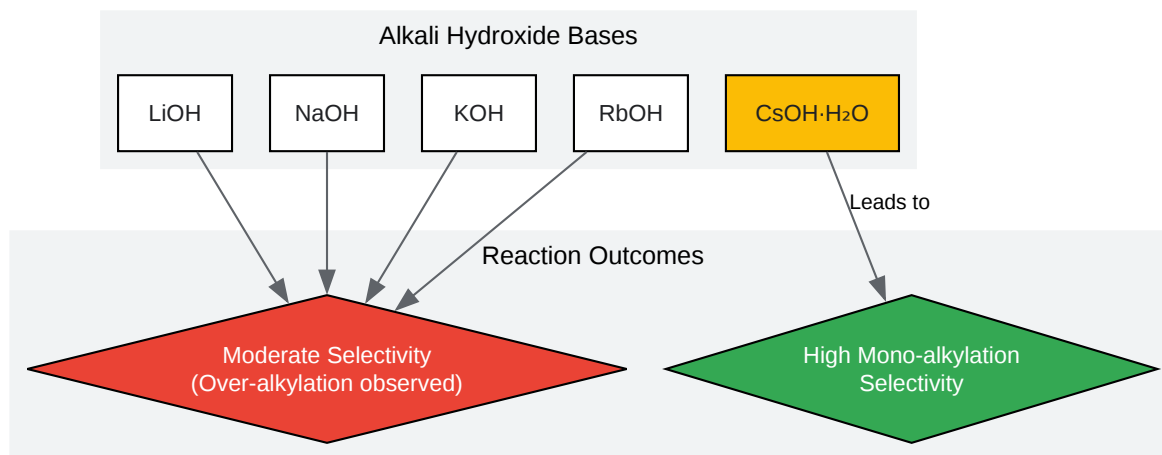 Alkali Hydroxide Bases
LiOH
NaOH
KOH
RbOH
CsOH·H₂O
Leads to
Reaction Outcomes
Moderate Selectivity
(Over-alkylation observed)
High Mono-alkylation
Selectivity